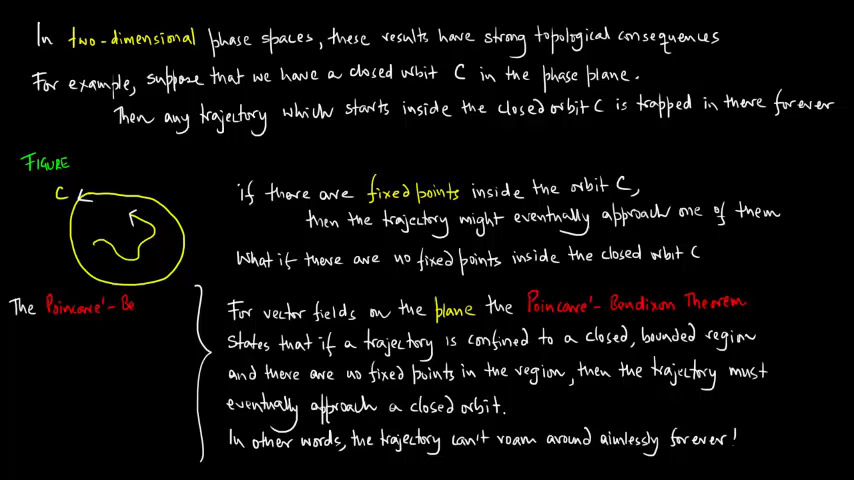 In two-dimensional phase spaces, these results have strong topological consequences
For example, suppose that we have a closed orbit C in the phase plane.
Then any trajectory which starts inside the closed orbit C is trapped in there forever
FIGURE
C
if there are fixed points inside the orbit C,
then the trajectory might eventually approach one of them
What if there are no fixed points inside the closed orbit C
The Poincare'-Be
For vector fields on the plane the Poincare'-Bendixon Theorem
States that if a trajectory is confined to a closed, bounded region
and there are no fixed points in the region, then the trajectory must
eventually approach a closed orbit.
In other words, the trajectory can't roam around aimlessly forever!